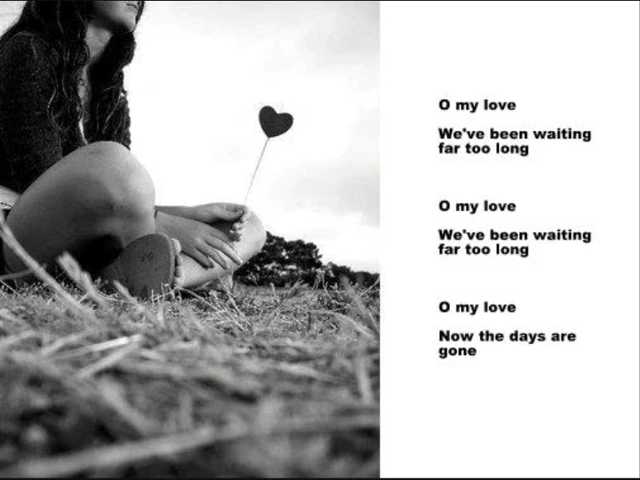 O my love
We've been waiting
far too long
O my love
We've been waiting
far too long
O my love
Now the days are
gone